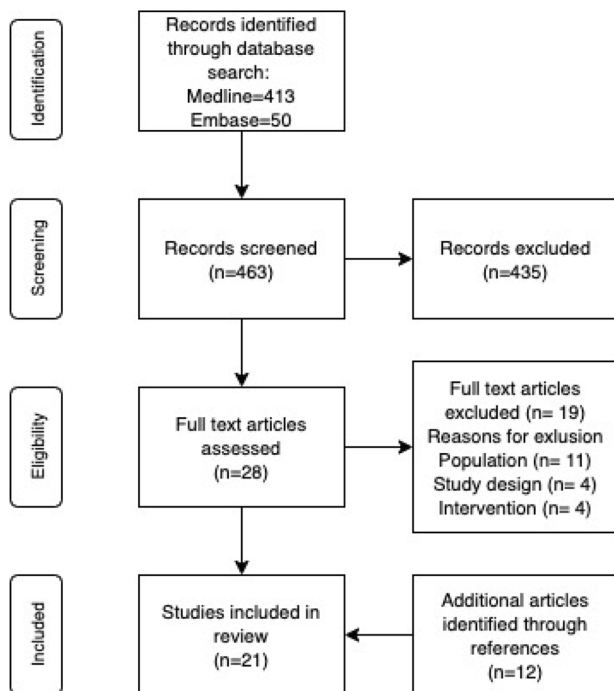 Identification
Records identified
through database
search:
Medline=413
Embase=50
Screening
Records screened
(n=463)
Records excluded
(n=435)
Eligibility
Full text articles
assessed
(n=28)
Full text articles
excluded (n= 19)
Reasons for exlusion
Population (n= 11)
Study design (n= 4)
Intervention (n= 4)
Included
Studies included in
review
(n=21)
Additional articles
identified through
references
(n=12)